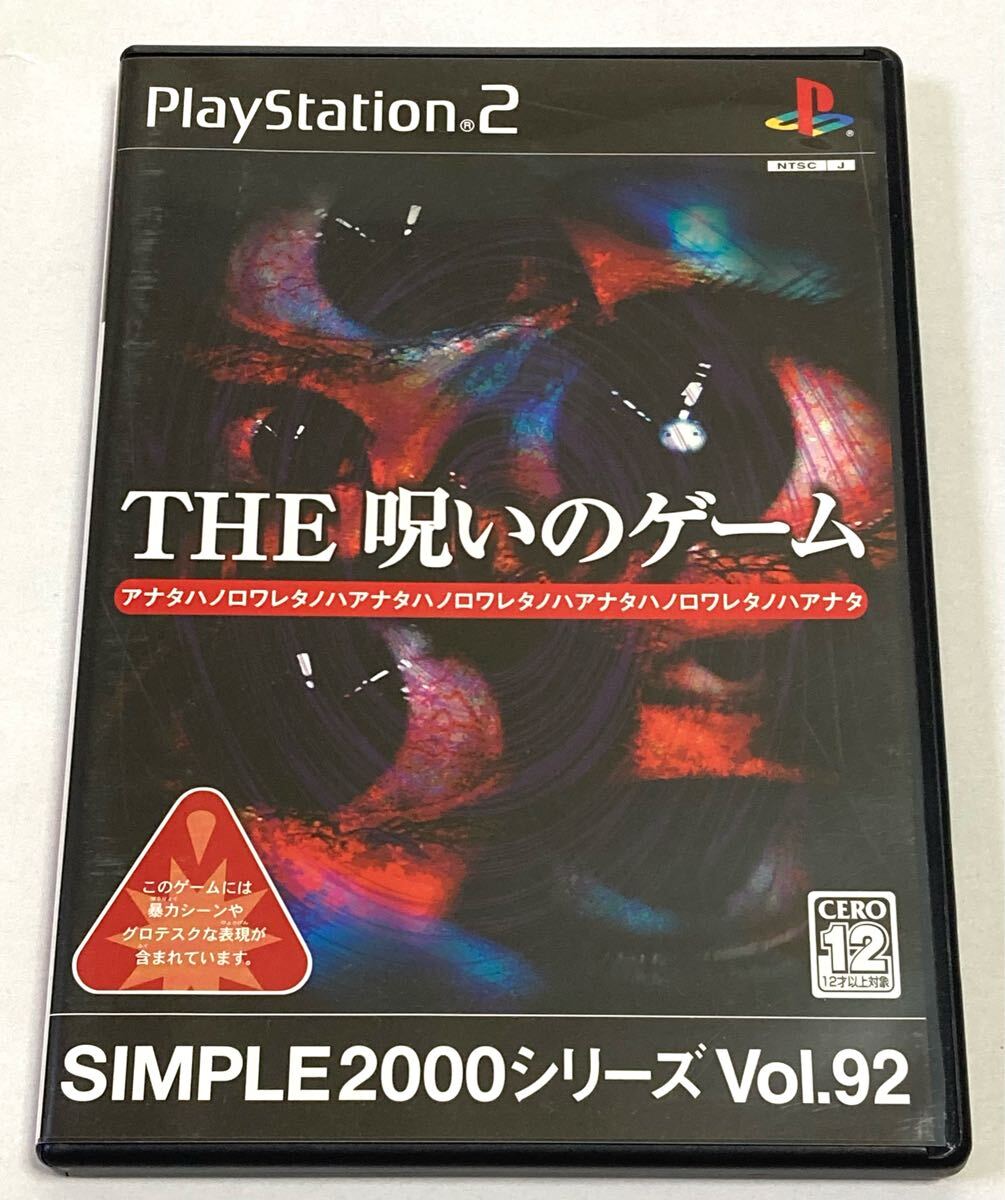 PlayStation®2
NTSC J
THE 呪いのゲーム
アナタハノロワレタノハアナタハノロワレタノハアナタハノロワレタノハアナタ
このゲームには
暴力シーンや
グロテスクな表現が
含まれています。
CERO
12
12才以上対象
SIMPLE2000シリーズ Vol.92